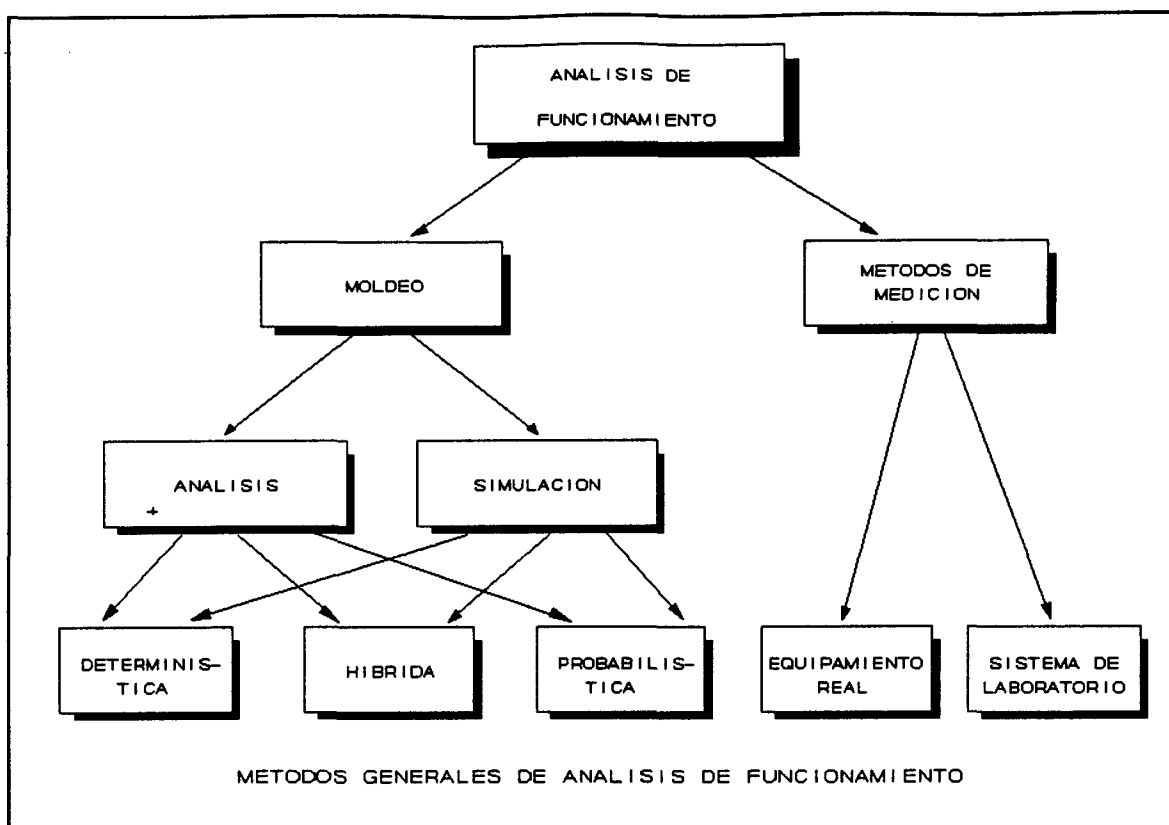 ANALISIS DE
FUNCIONAMIENTO
MOLDEO
METODOS DE
MEDICION
ANALISIS
SIMULACION
DETERMINIS-
TICA
HIBRIDA
PROBABILIS-
TICA
EQUIPAMIENTO
REAL
SISTEMA DE
LABORATORIO
METODOS GENERALES DE ANALISIS DE FUNCIONAMIENTO